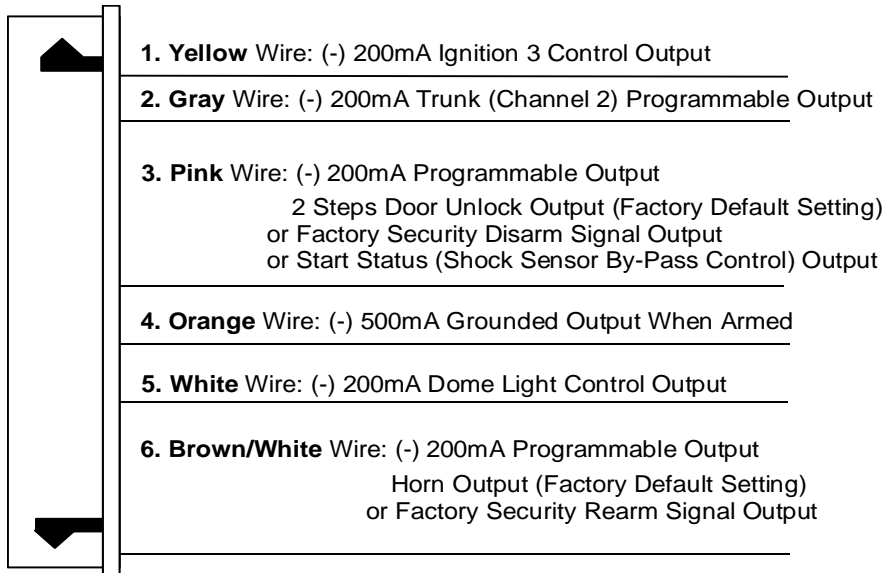 1. Yellow Wire: (-) 200mA Ignition 3 Control Output
2. Gray Wire: (-) 200mA Trunk (Channel 2) Programmable Output
3. Pink Wire: (-) 200mA Programmable Output
2 Steps Door Unlock Output (Factory Default Setting)
or Factory Security Disarm Signal Output
or Start Status (Shock Sensor By-Pass Control) Output
4. Orange Wire: (-) 500mA Grounded Output When Armed
5. White Wire: (-) 200mA Dome Light Control Output
6. Brown/White Wire: (-) 200mA Programmable Output
Horn Output (Factory Default Setting)
or Factory Security Rearm Signal Output